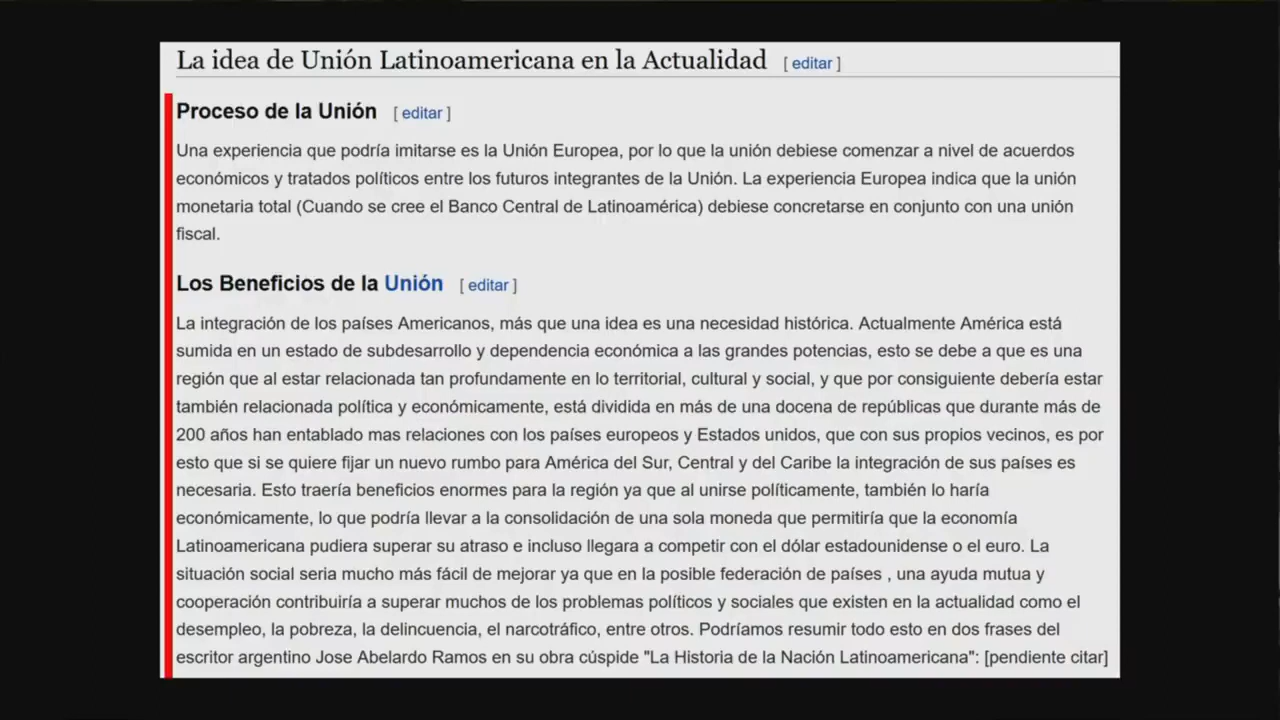 La idea de Unión Latinoamericana en la Actualidad [ editar ]
Proceso de la Unión [ editar ]
Una experiencia que podría imitarse es la Unión Europea, por lo que la unión debiese comenzar a nivel de acuerdos
económicos y tratados políticos entre los futuros integrantes de la Unión. La experiencia Europea indica que la unión
monetaria total (Cuando se cree el Banco Central de Latinoamérica) debiese concretarse en conjunto con una unión
fiscal.
Los Beneficios de la Unión [ editar ]
La integración de los países Americanos, más que una idea es una necesidad histórica. Actualmente América está
sumida en un estado de subdesarrollo y dependencia económica a las grandes potencias, esto se debe a que es una
región que al estar relacionada tan profundamente en lo territorial, cultural y social, y que por consiguiente debería estar
también relacionada política y económicamente, está dividida en más de una docena de repúblicas que durante más de
200 años han entablado mas relaciones con los países europeos y Estados unidos, que con sus propios vecinos, es por
esto que si se quiere fijar un nuevo rumbo para América del Sur, Central y del Caribe la integración de sus países es
necesaria. Esto traería beneficios enormes para la región ya que al unirse políticamente, también lo haría
económicamente, lo que podría llevar a la consolidación de una sola moneda que permitiría que la economía
Latinoamericana pudiera superar su atraso e incluso llegara a competir con el dólar estadounidense o el euro. La
situación social seria mucho más fácil de mejorar ya que en la posible federación de países , una ayuda mutua y
cooperación contribuiría a superar muchos de los problemas políticos y sociales que existen en la actualidad como el
desempleo, la pobreza, la delincuencia, el narcotráfico, entre otros. Podríamos resumir todo esto en dos frases del
escritor argentino Jose Abelardo Ramos en su obra cúspide "La Historia de la Nación Latinoamericana": [pendiente citar]